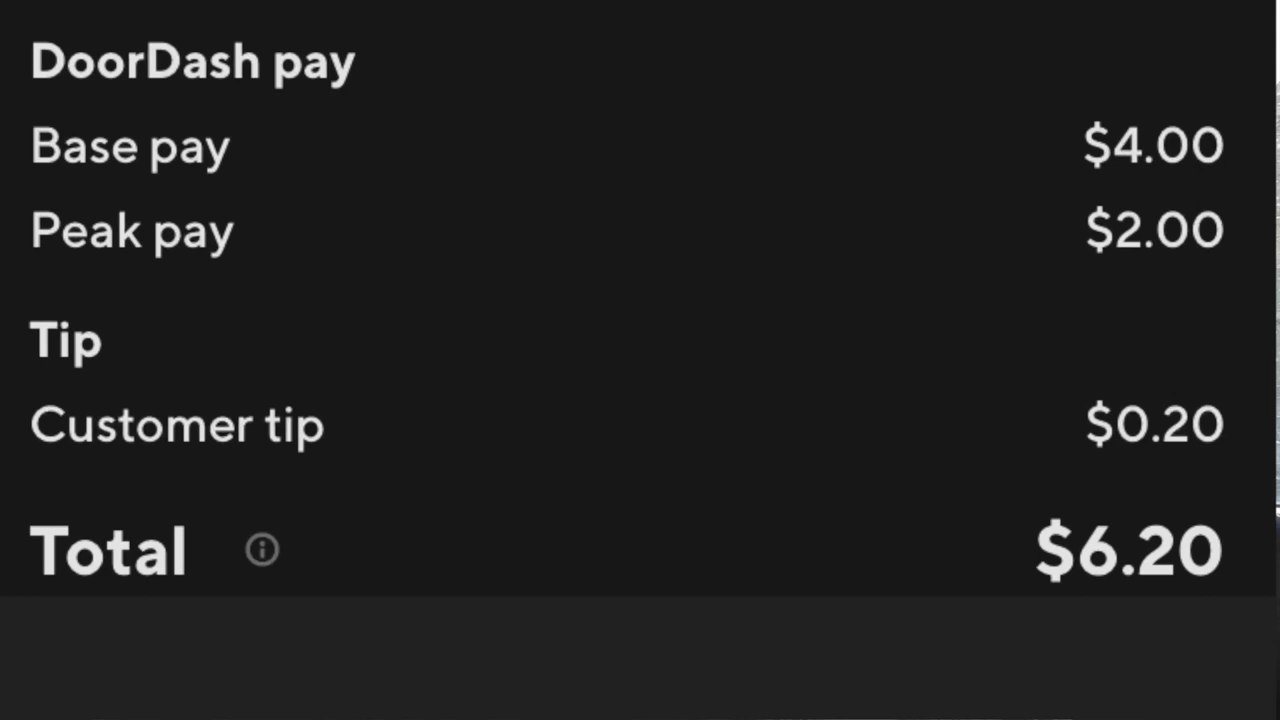 DoorDash pay
Base pay $4.00
Peak pay $2.00
Tip
Customer tip $0.20
Total $6.20